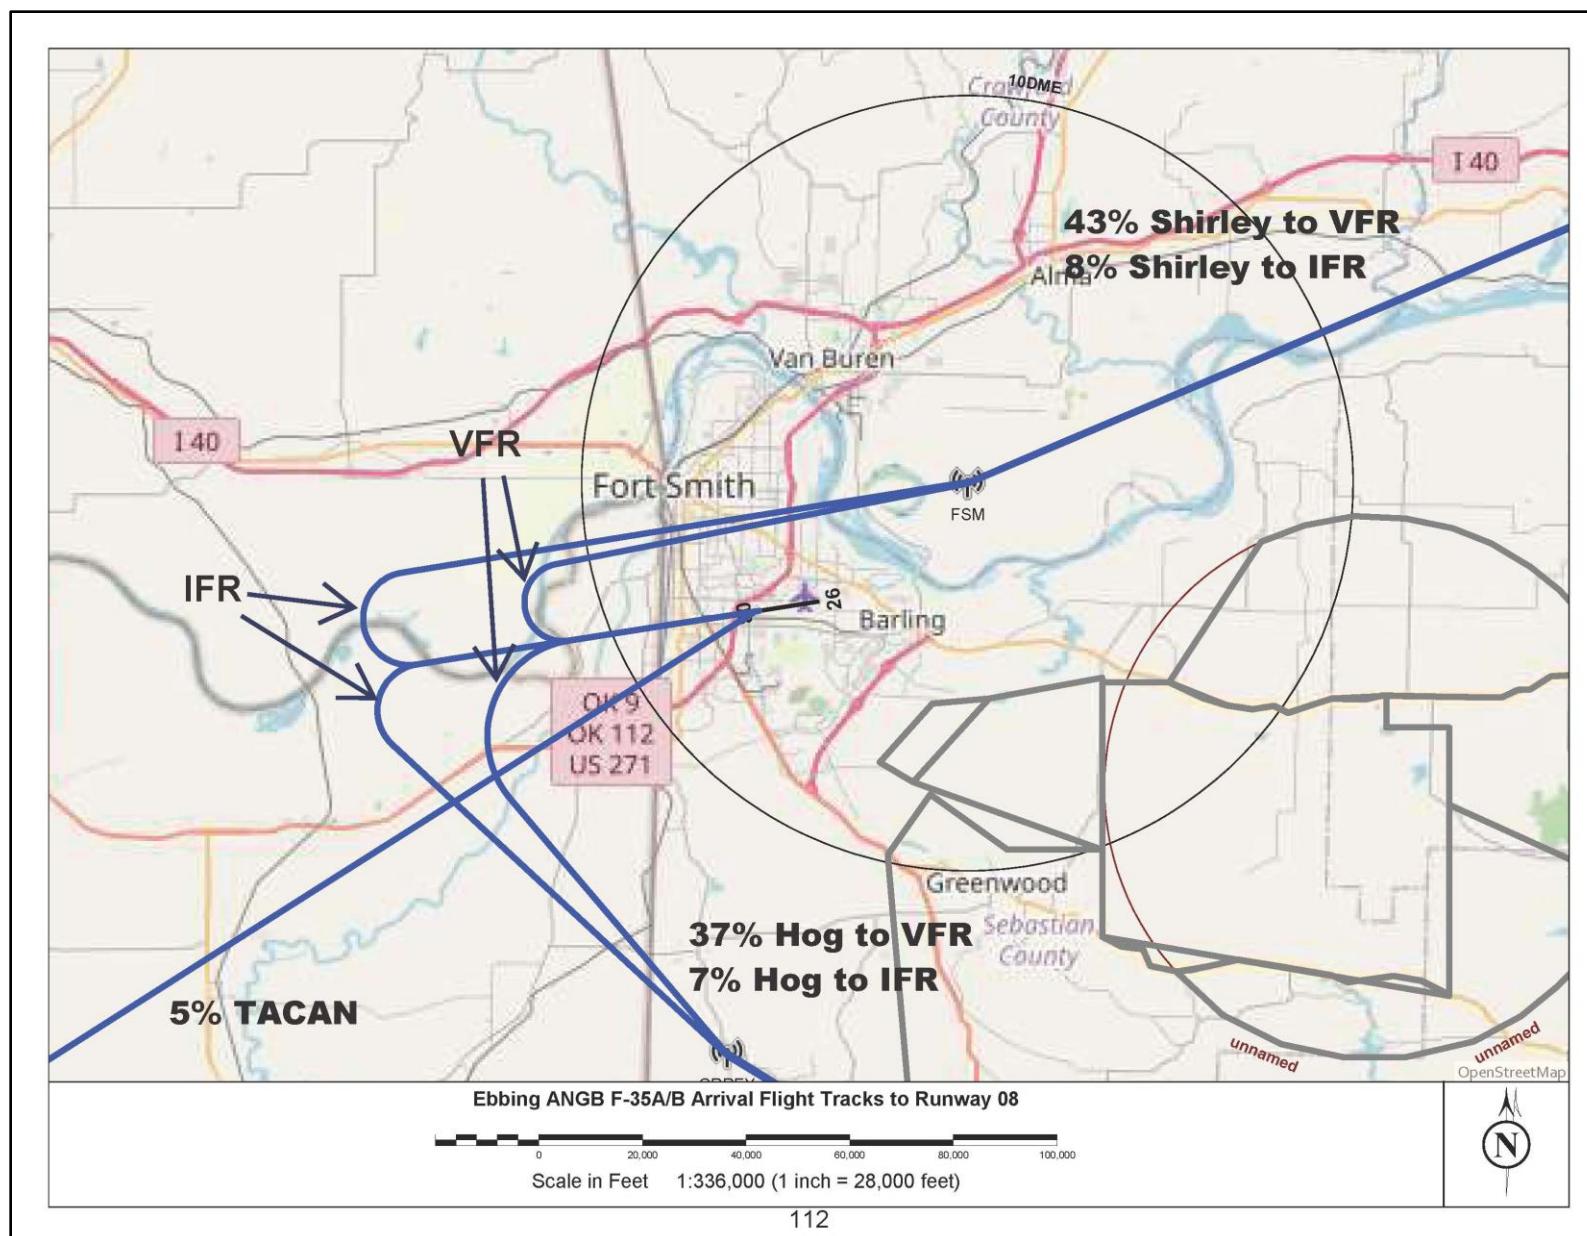 10DME
Crawford
County
I 40
43% Shirley to VFR
8% Shirley to IFR
Alma
Van Buren
I 40
VFR
Fort Smith
FSM
IFR
26
Barling
OK 9
OK 112
US 271
Greenwood
37% Hog to VFR
Sebastian
7% Hog to IFR
County
5% TACAN
unnamed
unnamed
OpenStreetMap
Ebbing ANGB F-35A/B Arrival Flight Tracks to Runway 08
0 20,000 40,000 60,000 80,000 100,000
Scale in Feet 1:336,000 (1 inch = 28,000 feet)
N
112